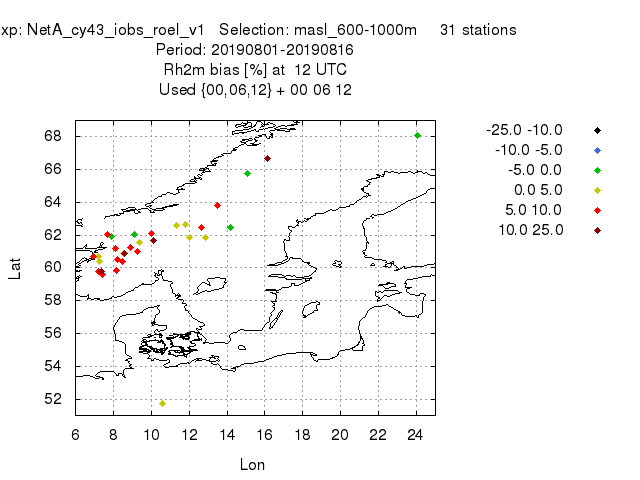 xp: NetA_cy43_iobs_roel_v1 Selection: masl_600-1000m 31 stations
Period: 20190801-20190816
Rh2m bias [%] at 12 UTC
Used {00,06,12} + 00 06 12
-25.0 -10.0
-10.0 -5.0
-5.0 0.0
0.0 5.0
5.0 10.0
10.0 25.0
Lat
68
66
64
62
60
58
56
54
52
6 8 10 12 14 16 18 20 22 24
Lon